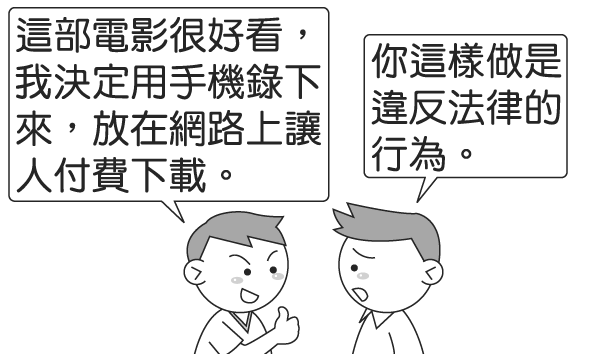 這部電影很好看，
我決定用手機錄下
來，放在網路上讓
人付費下載。
你這樣做是
違反法律的
行為。